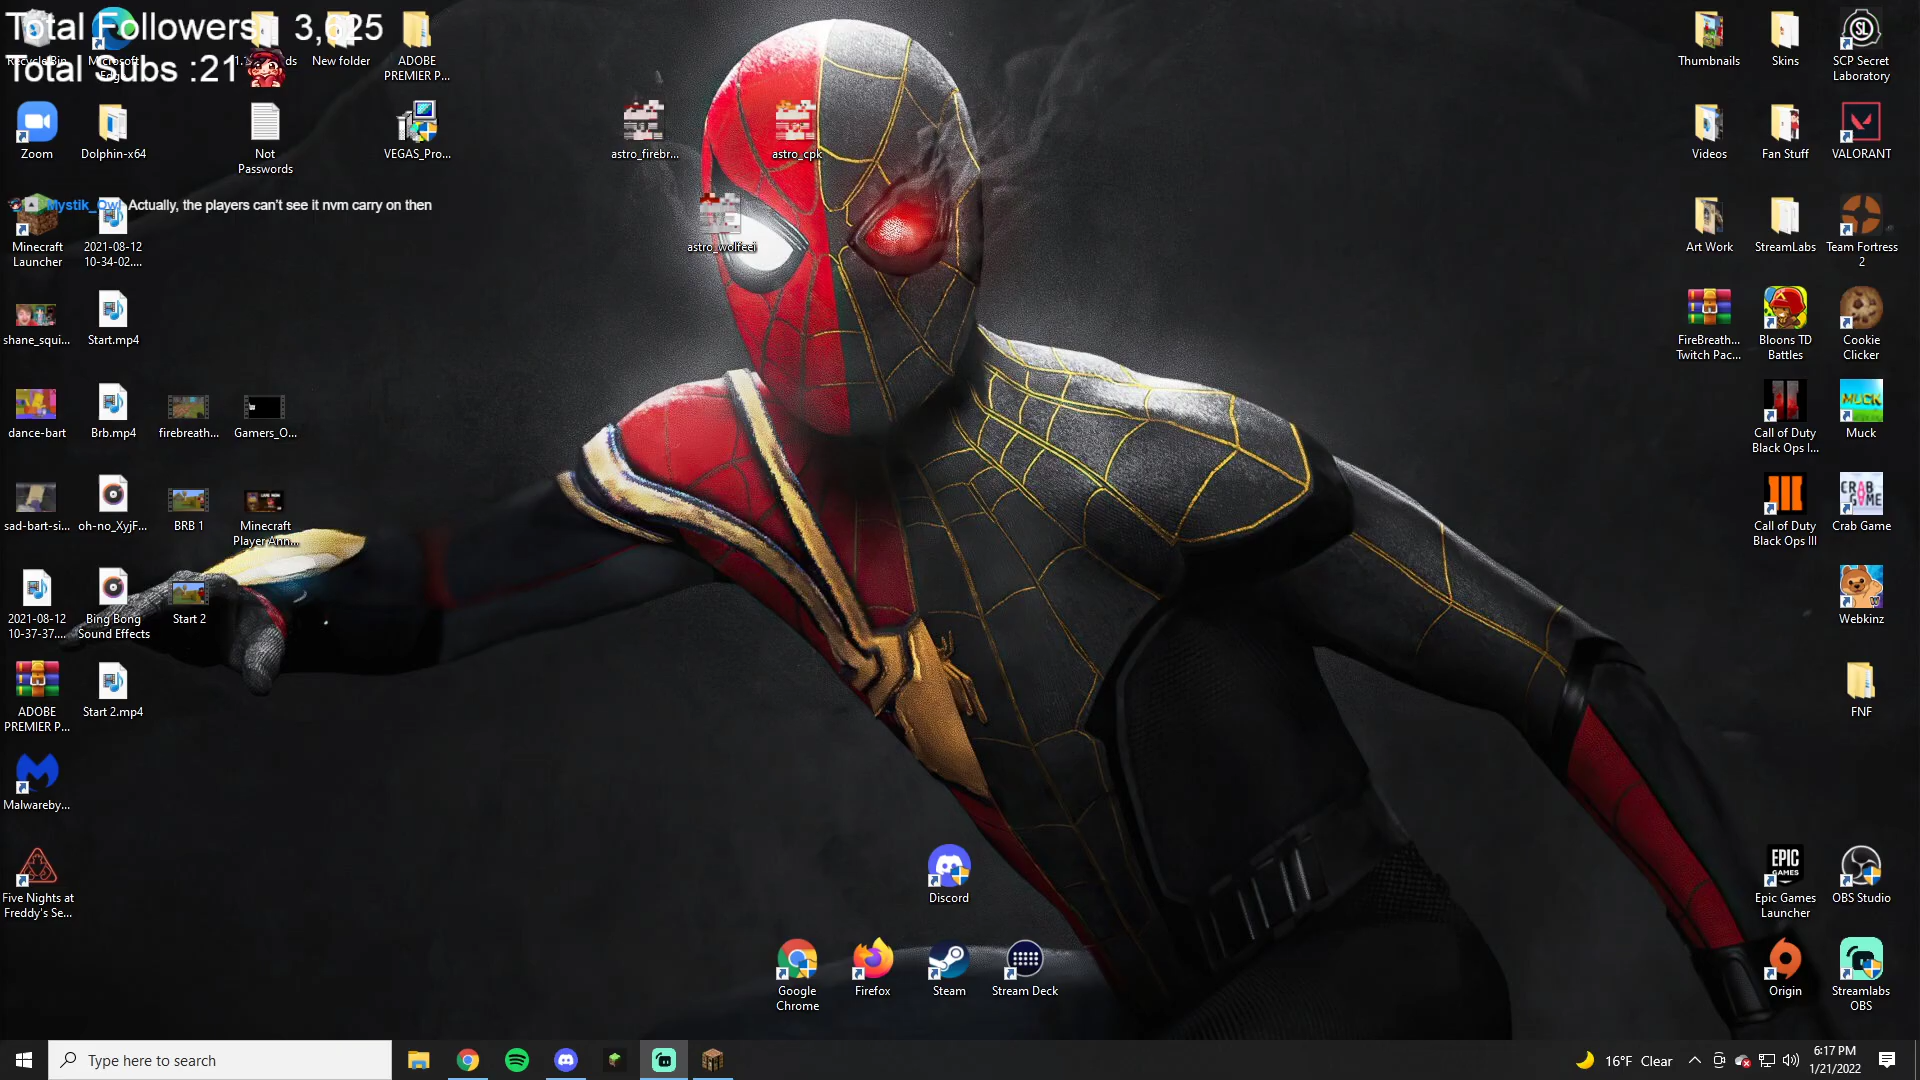 Total Followers: 3,625
Total Subs :21
Recycle Bin
Microsoft Edge
New folder
ADOBE PREMIER P...
Thumbnails
Skins
SCP Secret Laboratory
Zoom
Dolphin-x64
Not Passwords
VEGAS_Pro...
astro_firebr...
astro_cpk
Videos
Fan Stuff
VALORANT
Mystik_Owl Actually, the players can't see it nvm carry on then
Minecraft Launcher
2021-08-12 10-34-02....
astro_wolfeei
Art Work
StreamLabs
Team Fortress 2
shane_squi...
Start.mp4
FireBreath... Twitch Pac...
Bloons TD Battles
Cookie Clicker
dance-bart
Brb.mp4
firebreath...
Gamers_O...
Call of Duty Black Ops I...
MUCK
Muck
sad-bart-si...
oh-no_XyjF...
BRB 1
Minecraft Player Ann...
Call of Duty Black Ops III
CRAB GAME
Crab Game
2021-08-12 10-37-37....
Bing Bong Sound Effects
Start 2
Webkinz
ADOBE PREMIER P...
Start 2.mp4
FNF
Malwareby...
Five Nights at Freddy's Se...
Discord
EPIC GAMES
Epic Games Launcher
OBS Studio
Google Chrome
Firefox
Steam
Stream Deck
Origin
Streamlabs OBS
Type here to search
16°F Clear
6:17 PM
1/21/2022